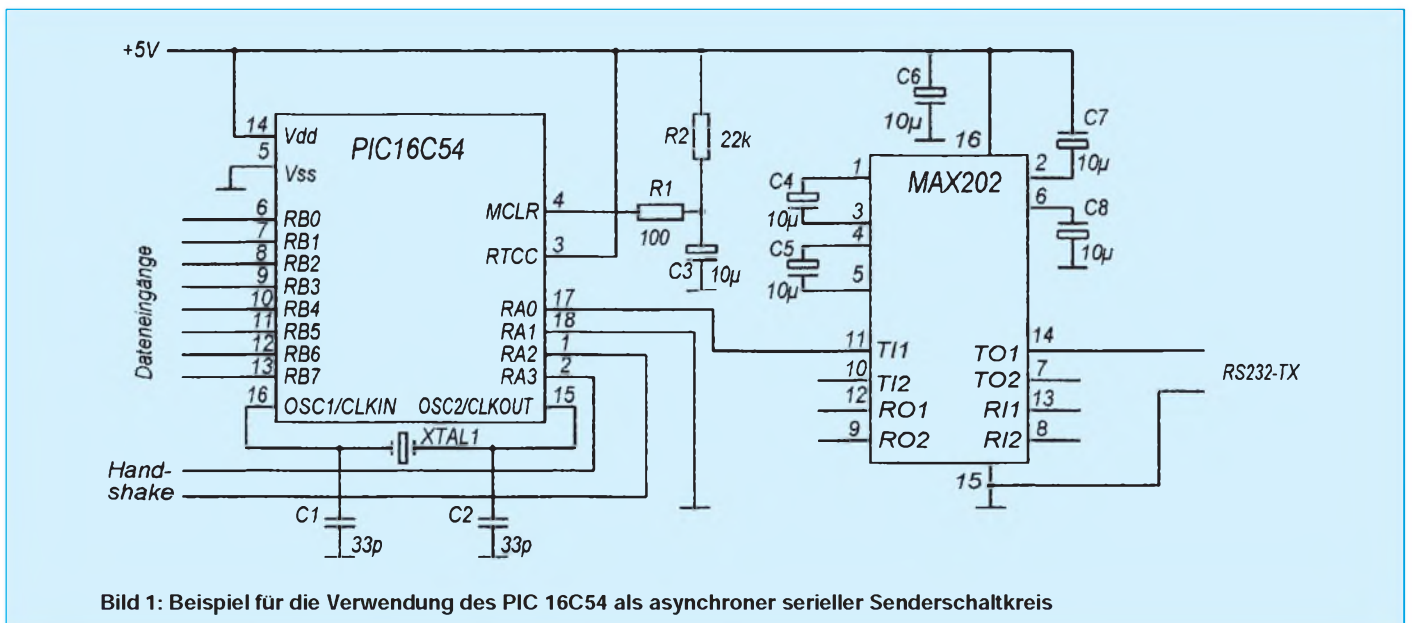 +5V
PIC16C54
14 Vdd
5 Vss
6 RB0
7 RB1
8 RB2
9 RB3
10 RB4
11 RB5
12 RB6
13 RB7
16 OSC1/CLKIN
OSC2/CLKOUT 15
MCLR 4
RTCC 3
RA0 17
RA1 18
RA2 1
RA3 2
Dateneingänge
XTAL1
Hand-
shake
C1
33p
C2
33p
R1
100
R2
22k
C3
10µ
C4
10µ
C5
10µ
C6
10µ
C7
10µ
C8
10µ
MAX202
16
1
3
4
5
2
6
11 TI1
10 TI2
12 RO1
9 RO2
TO1 14
TO2 7
RI1 13
RI2 8
15
RS232-TX
Bild 1: Beispiel für die Verwendung des PIC 16C54 als asynchroner serieller Senderschaltkreis